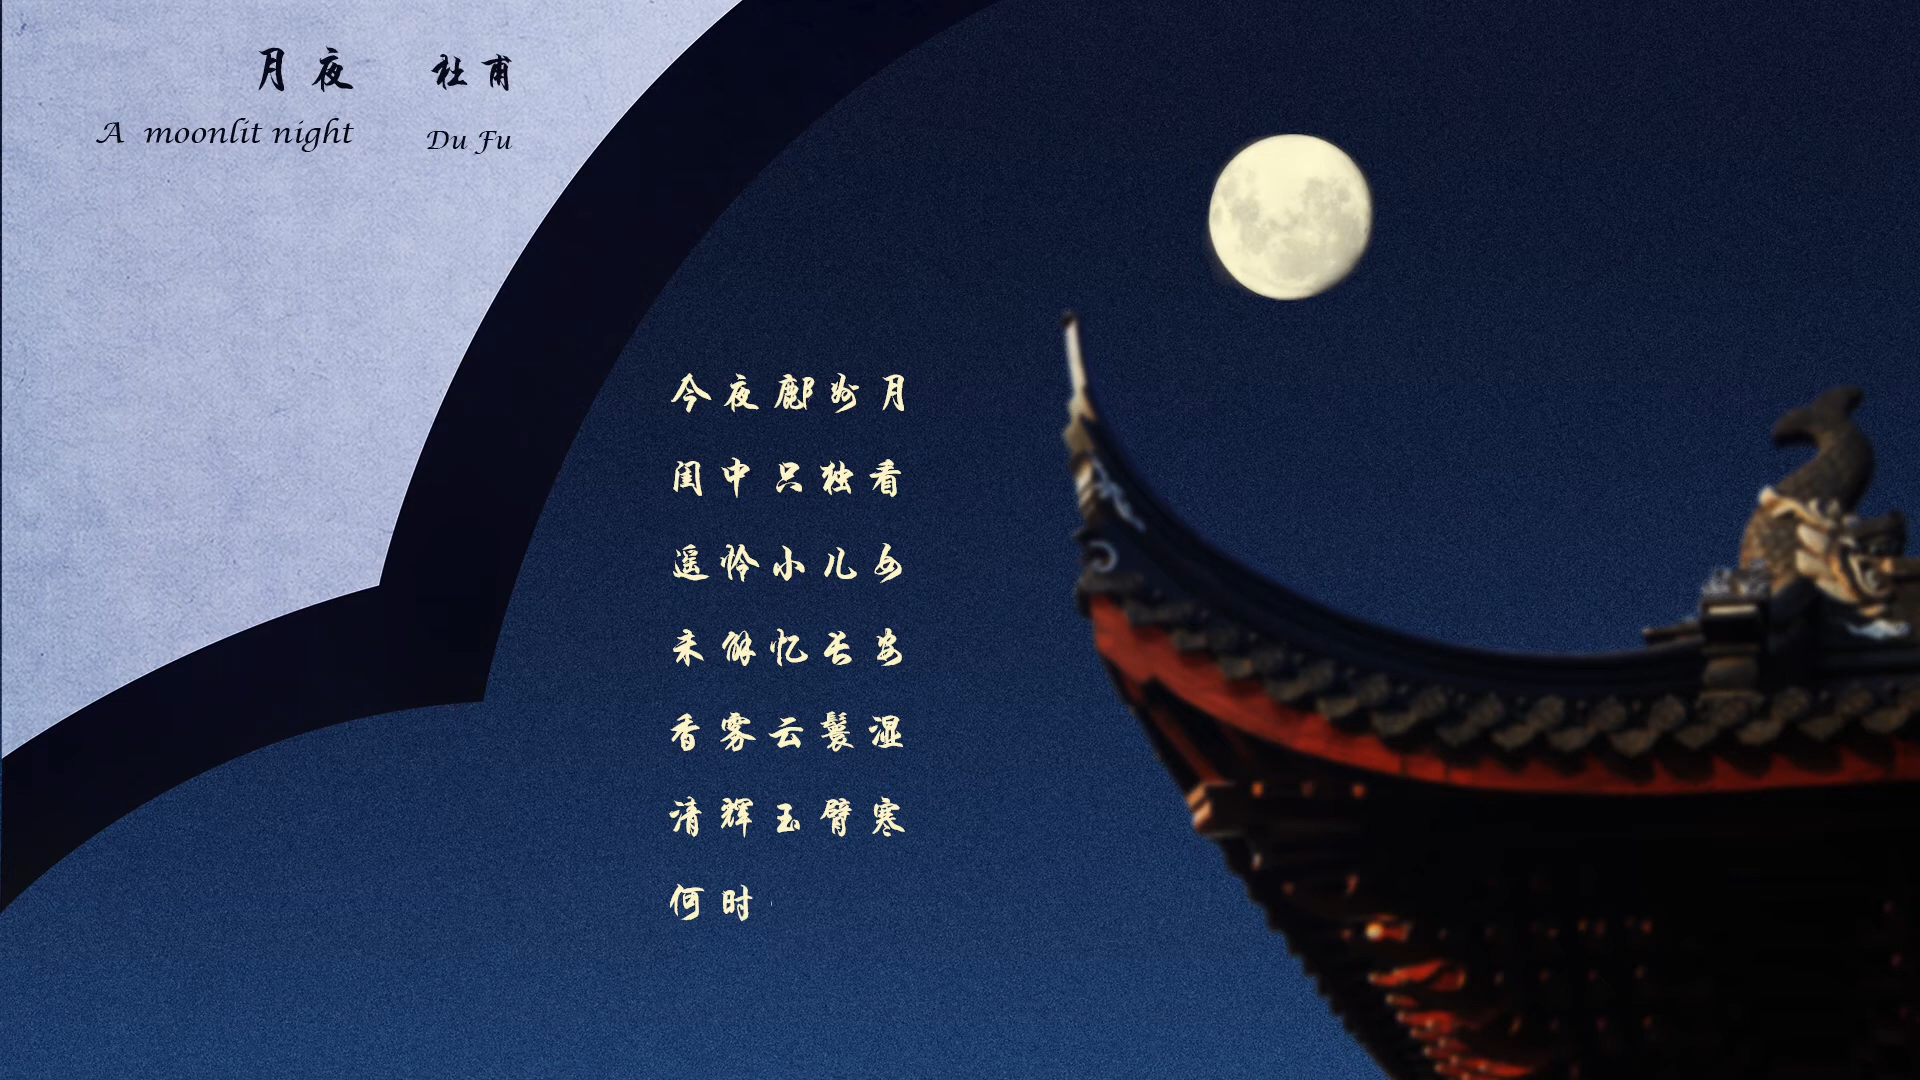 月夜 杜甫
A moonlit night Du Fu
今夜鄜州月
闺中只独看
遥怜小儿女
未解忆长安
香雾云鬟湿
清辉玉臂寒
何时